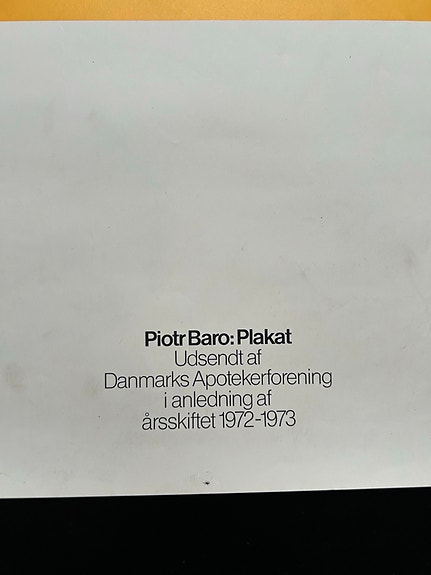 Piotr Baro: Plakat
Udsendt af
Danmarks Apotekerforening
i anledning af
årsskiftet 1972-1973